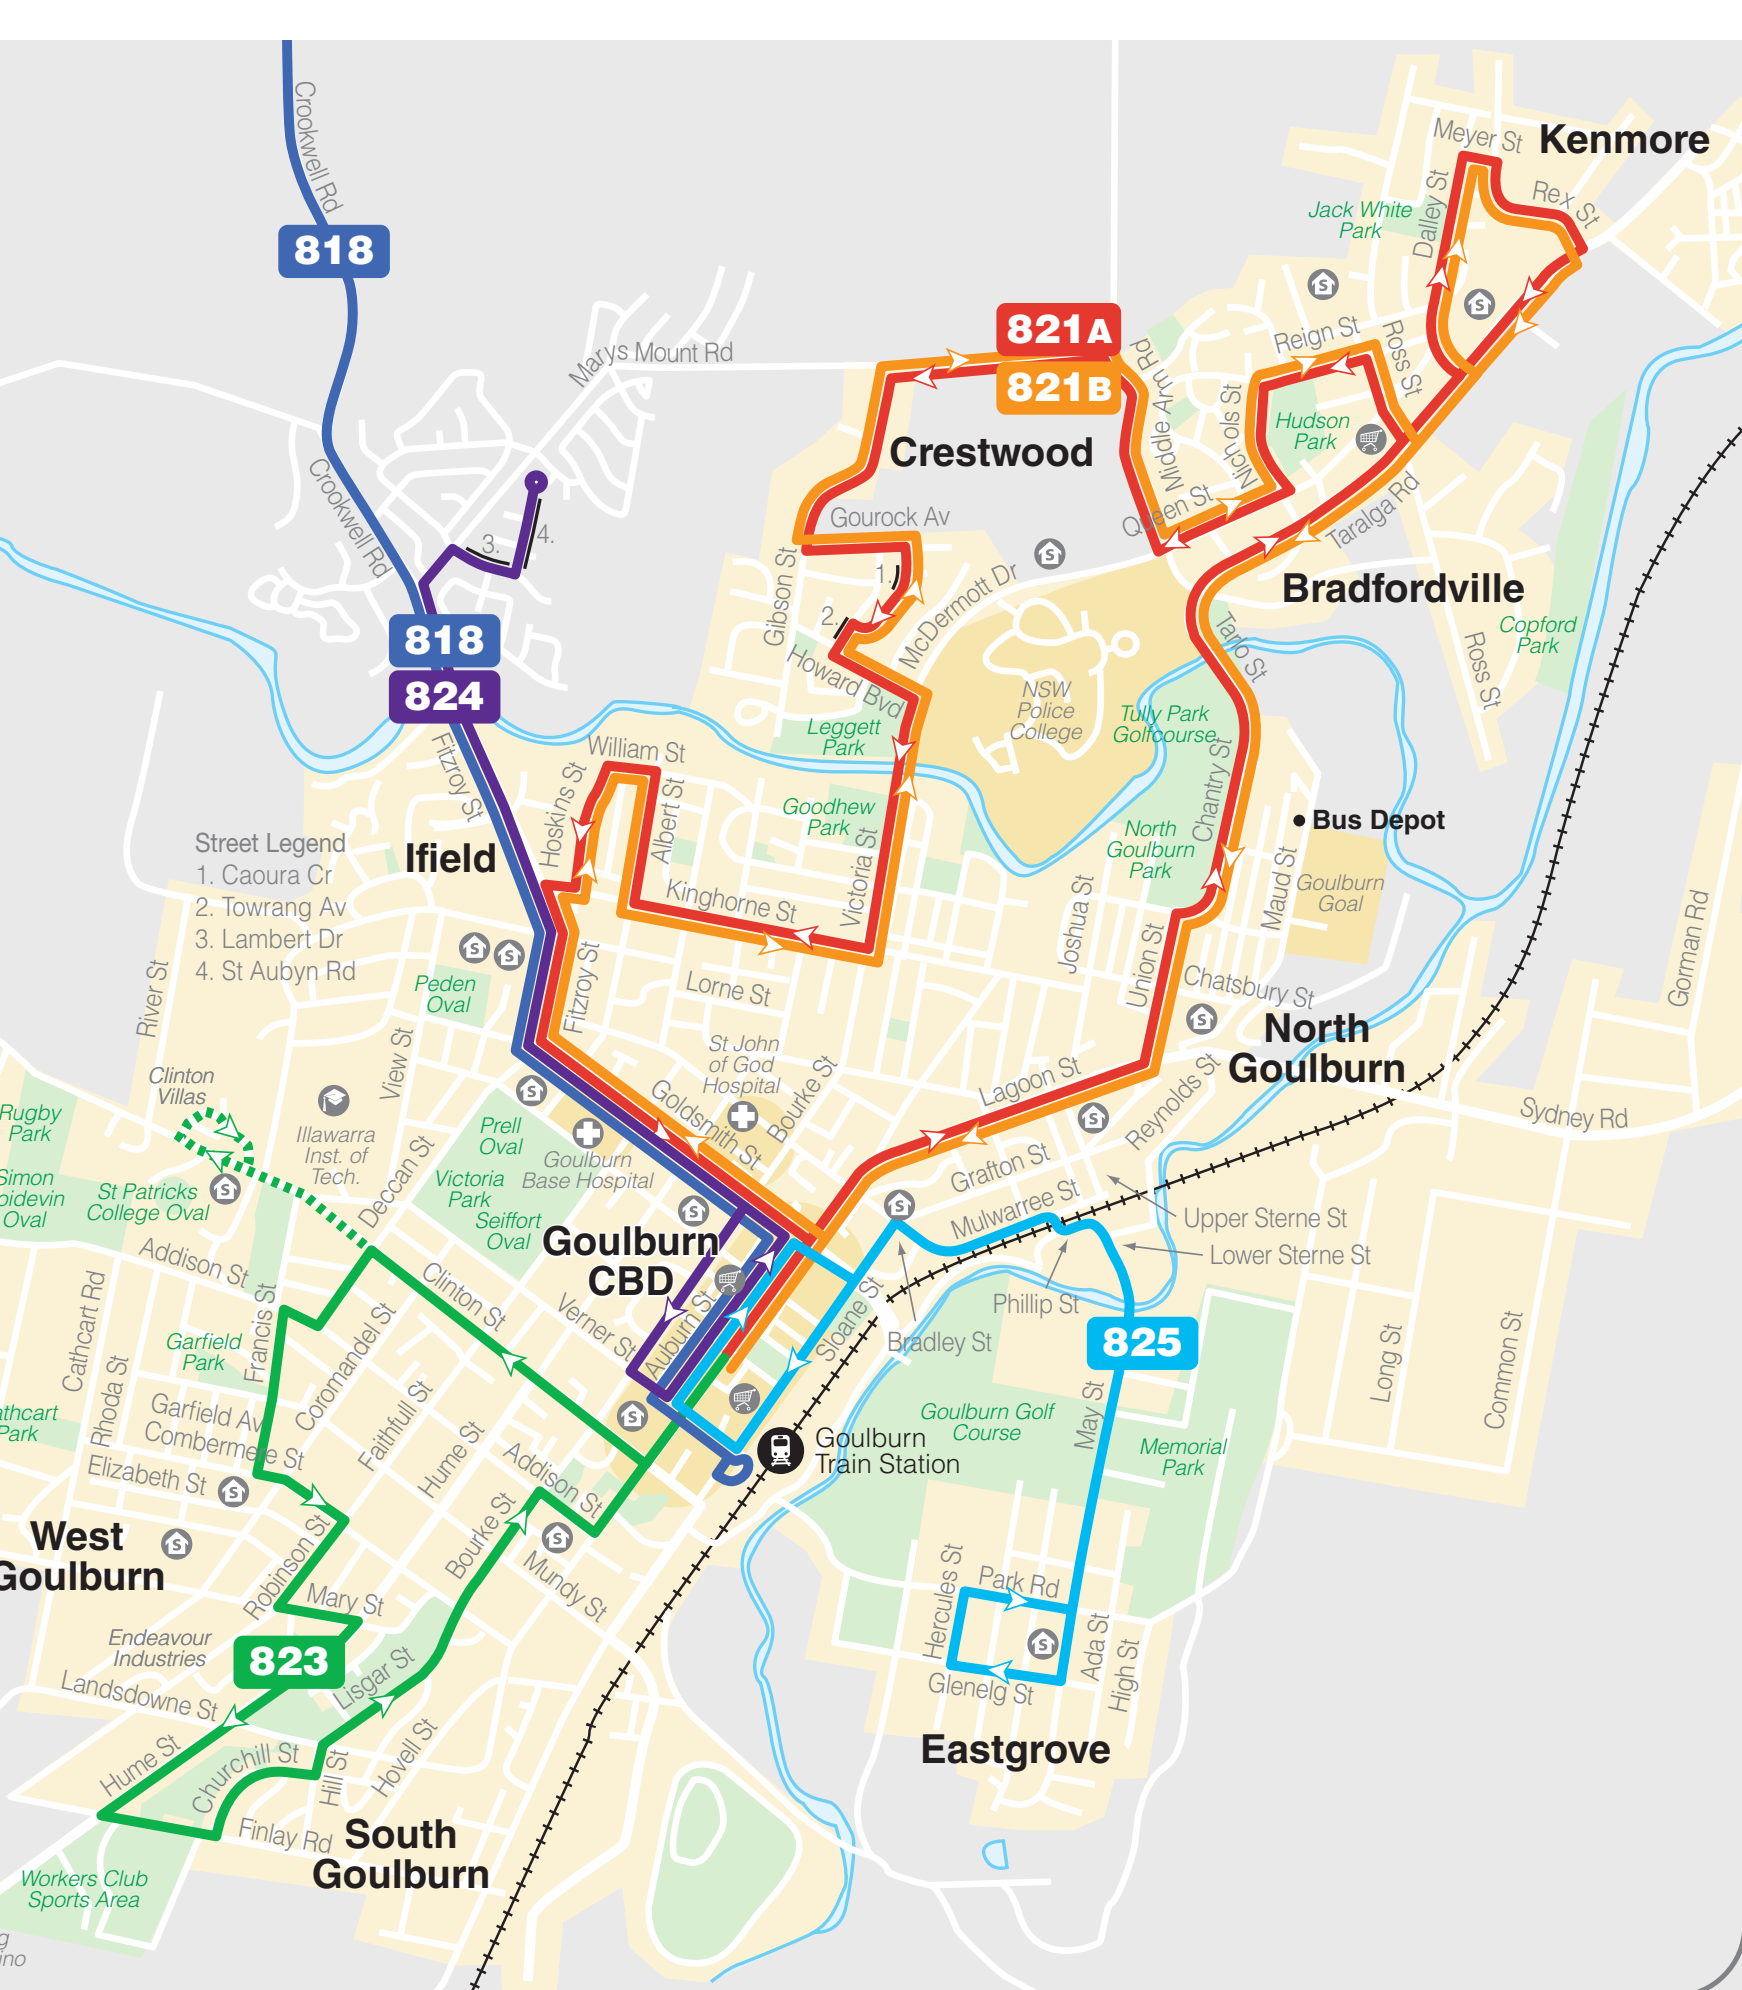 Crookwell Rd
818
Meyer St
Kenmore
Rex St
Jack White
Park
Dalley St
Marys Mount Rd
821A
821B
Middle Arm Rd
Reign St
Ross St
Nichols St
Hudson
Park
Crestwood
Crookwell Rd
3.
4.
Gourock Av
Queen St
Taralga Rd
1.
2.
Gibson St
McDermott Dr
Bradfordville
Howard Bvd
Tarlo St
Copford
Park
Ross St
818
824
NSW
Police
College
Tully Park
Golfcourse
Leggett
Park
Fitzroy St
William St
Hoskins St
Albert St
Goodhew
Park
Chantry St
Bus Depot
North
Goulburn
Park
Street Legend
1. Caoura Cr
2. Towrang Av
3. Lambert Dr
4. St Aubyn Rd
Ifield
Kinghorne St
Victoria St
Joshua St
Maud St
Goulburn
Goal
Gorman Rd
River St
Peden
Oval
Fitzroy St
Lorne St
Union St
Chatsbury St
North
Goulburn
View St
St John
of God
Hospital
Bourke St
Goldsmith St
Lagoon St
Reynolds St
Sydney Rd
Clinton
Villas
Rugby
Park
Illawarra
Inst. of
Tech.
Prell
Oval
Goulburn
Base Hospital
Victoria
Park
Seiffort
Oval
Simon
oidevin
Oval
St Patricks
College Oval
Deccan St
Grafton St
Mulwarree St
Upper Sterne St
Lower Sterne St
Goulburn
CBD
Addison St
Clinton St
Verner St
Auburn St
Sloane St
Phillip St
Bradley St
825
Cathcart Rd
Francis St
Garfield
Park
Coromandel St
Rhoda St
Garfield Av
Combermere St
Faithfull St
Hume St
athcart
Park
Elizabeth St
Addison St
Goulburn
Train Station
Goulburn Golf
Course
May St
Memorial
Park
Long St
Common St
West
Goulburn
Robinson St
Bourke St
Mundy St
Mary St
Endeavour
Industries
823
Lisgar St
Landsdowne St
Hercules St
Park Rd
Glenelg St
Ada St
High St
Eastgrove
Hume St
Churchill St
Hill St
Hovell St
Finlay Rd
South
Goulburn
Workers Club
Sports Area
g
ino